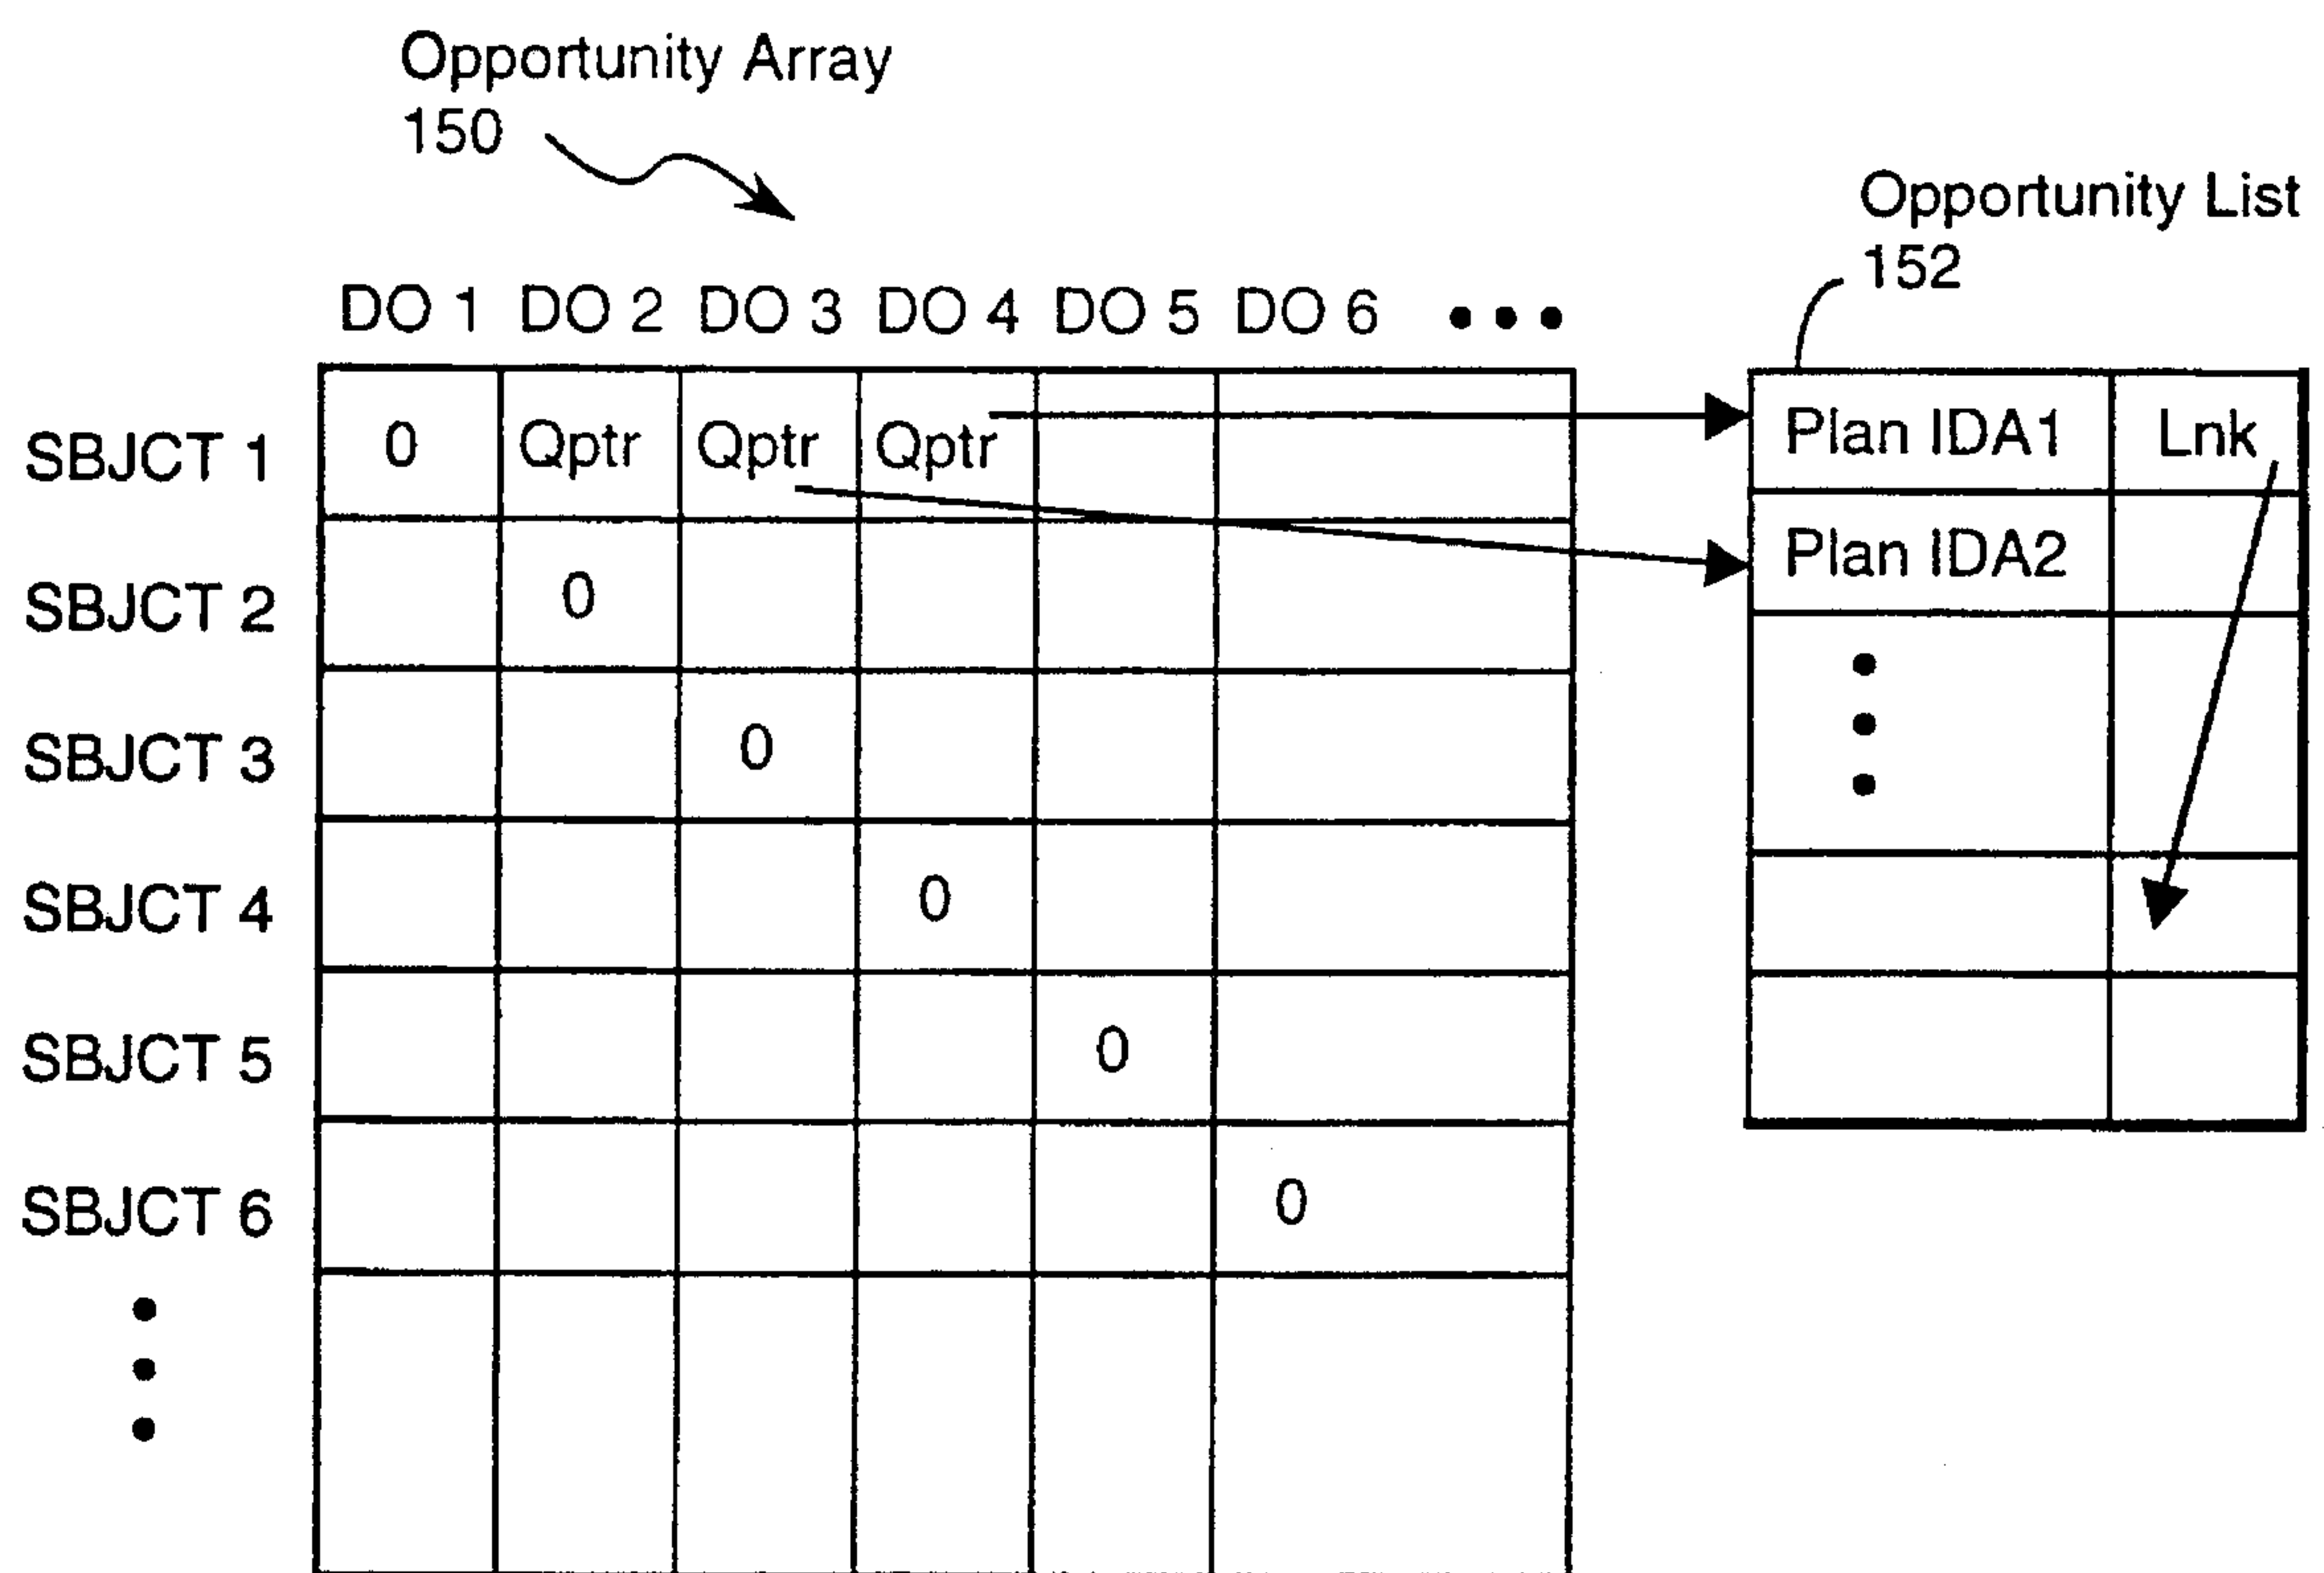 Opportunity Array
150
Opportunity List
152
DO 1 DO 2 DO 3 DO 4 DO 5 DO 6 •••
SBJCT 1 0 Qptr Qptr Qptr Plan IDA1 Lnk
Plan IDA2
SBJCT 2 0
SBJCT 3 0
SBJCT 4 0
SBJCT 5 0
SBJCT 6 0